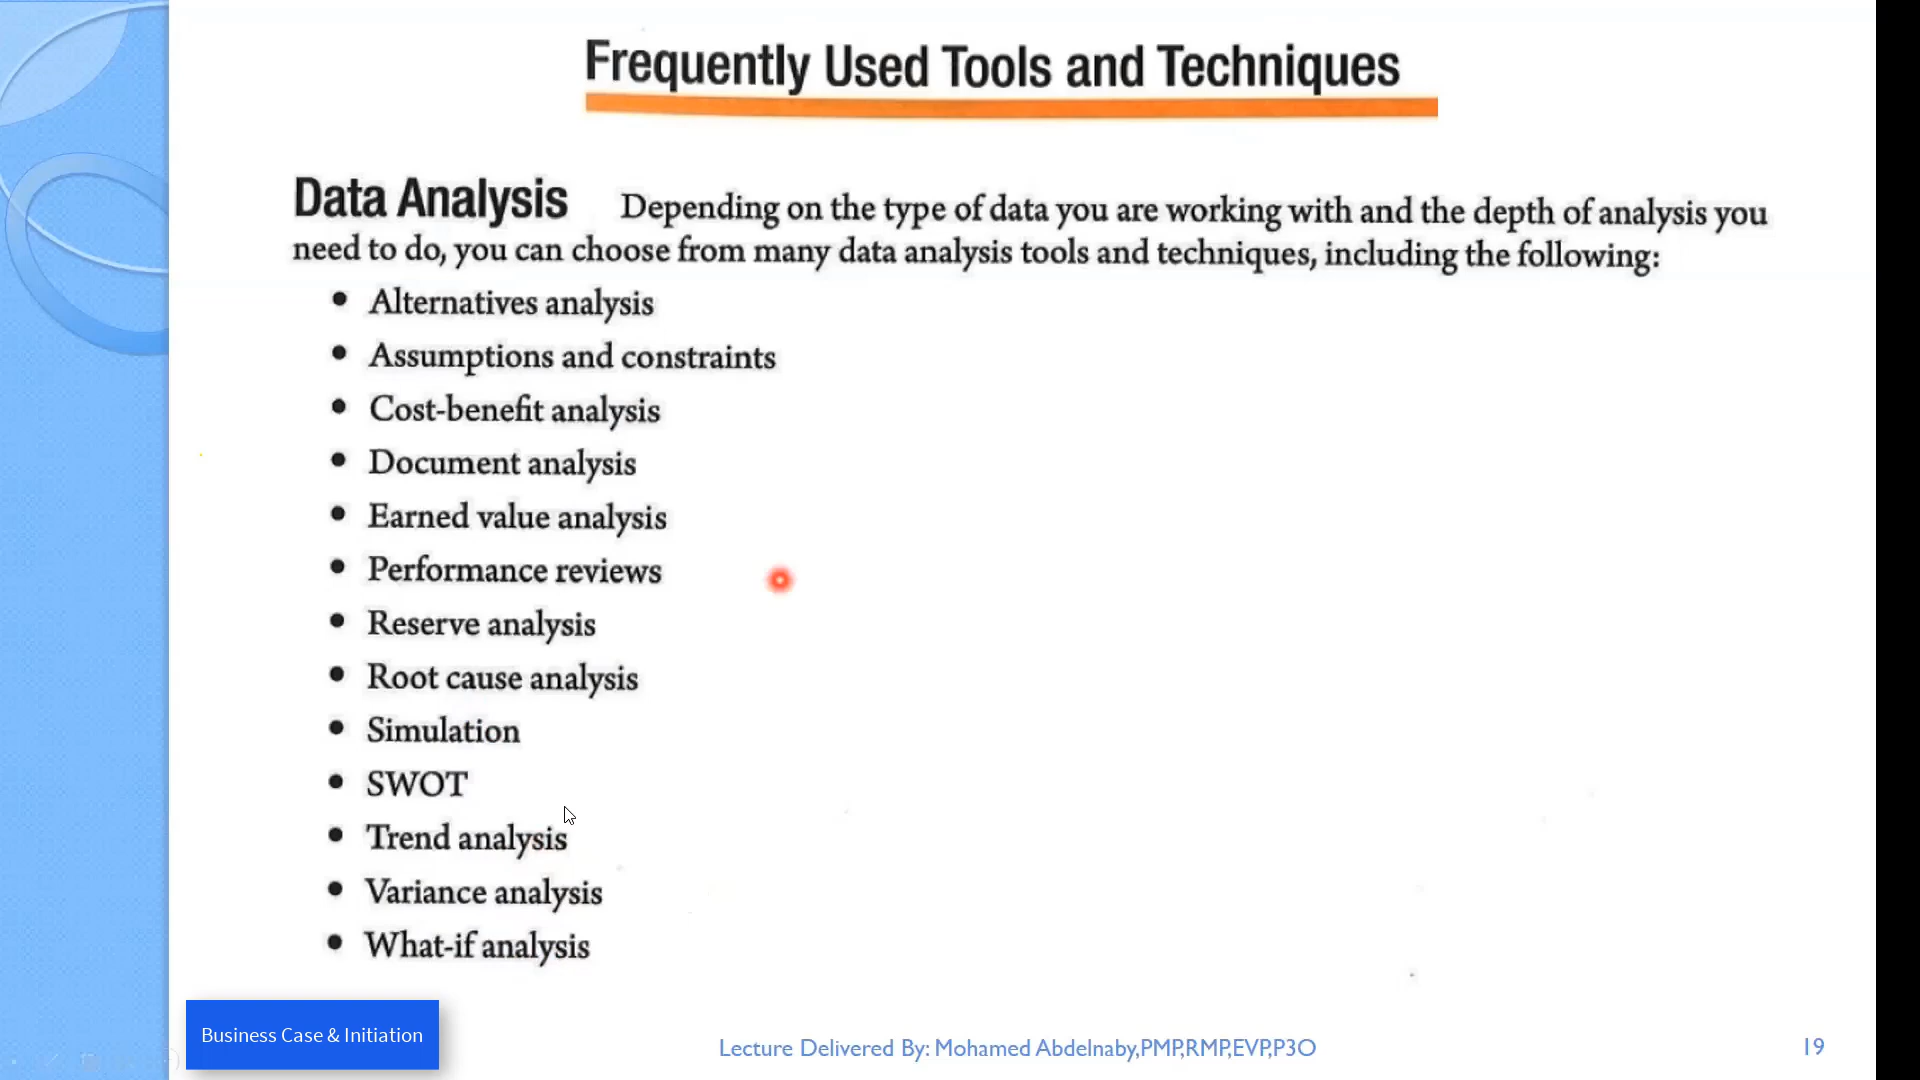 Frequently Used Tools and Techniques
Data Analysis Depending on the type of data you are working with and the depth of analysis you
need to do, you can choose from many data analysis tools and techniques, including the following:
• Alternatives analysis
• Assumptions and constraints
• Cost-benefit analysis
• Document analysis
• Earned value analysis
• Performance reviews
• Reserve analysis
• Root cause analysis
• Simulation
• SWOT
• Trend analysis
• Variance analysis
• What-if analysis
Business Case & Initiation
Lecture Delivered By: Mohamed Abdelnaby,PMP,RMP,EVP,P3O
19